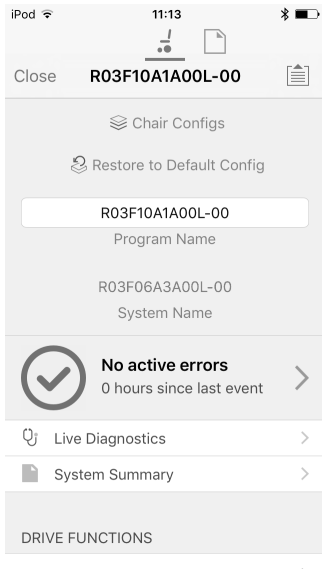 iPod 11:13
Close R03F10A1A00L-00
Chair Configs
Restore to Default Config
R03F10A1A00L-00
Program Name
R03F06A3A00L-00
System Name
No active errors
0 hours since last event
Live Diagnostics
System Summary
DRIVE FUNCTIONS